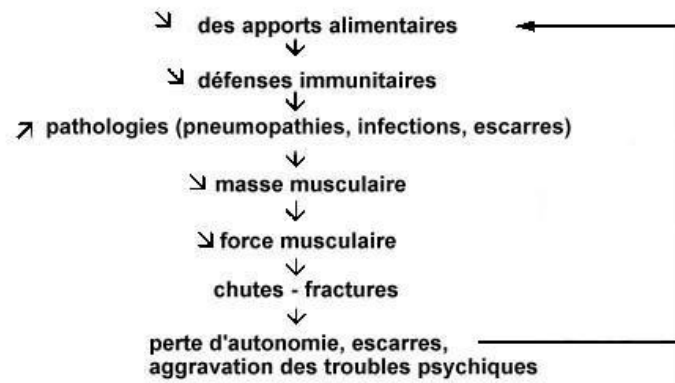 ↘ des apports alimentaires
↘ défenses immunitaires
↗ pathologies (pneumopathies, infections, escarres)
↘ masse musculaire
↘ force musculaire
chutes - fractures
perte d'autonomie, escarres,
aggravation des troubles psychiques